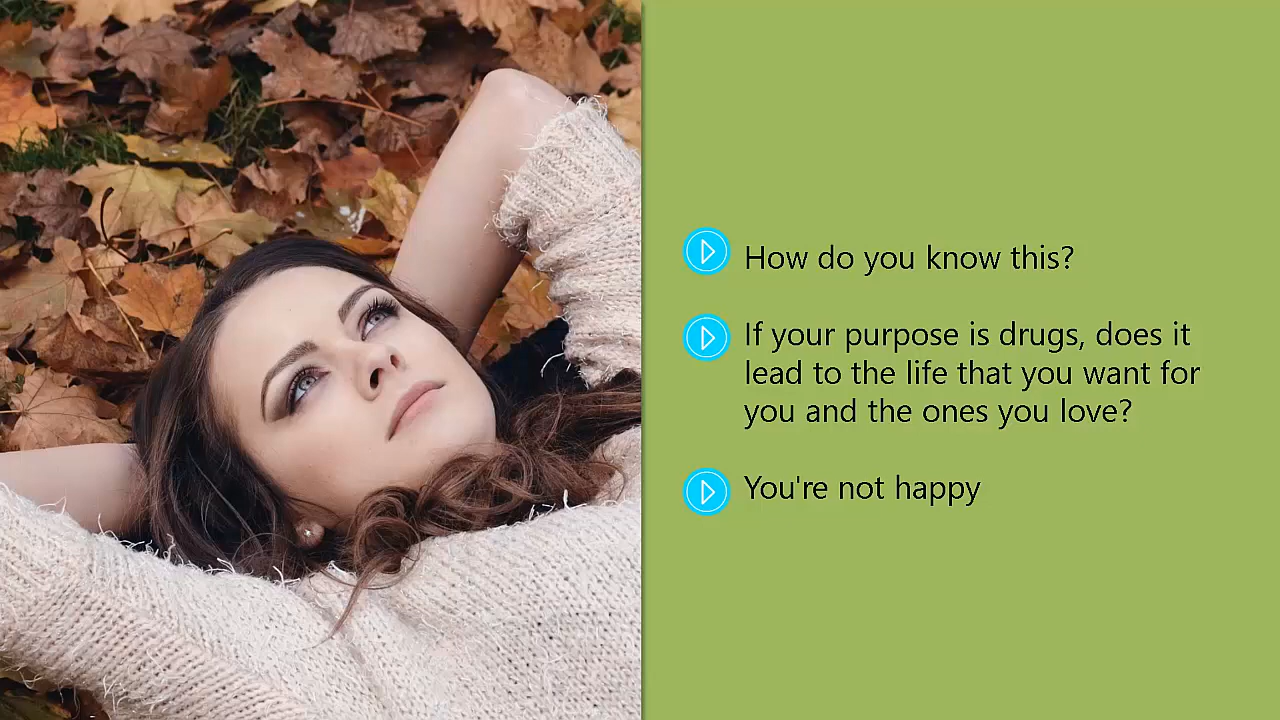 How do you know this?
If your purpose is drugs, does it
lead to the life that you want for
you and the ones you love?
You're not happy